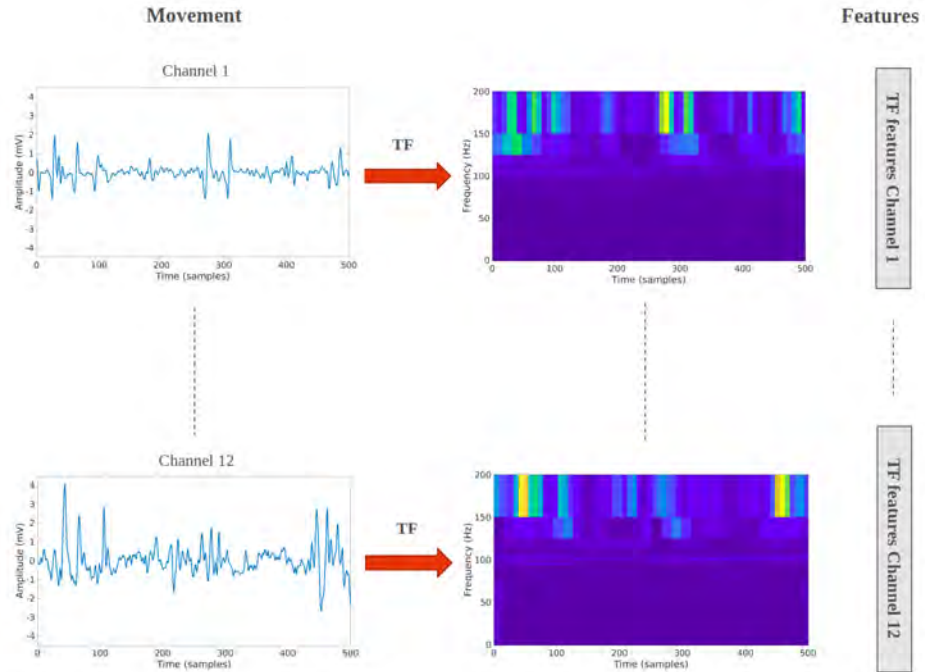 Movement
Features
Channel 1
4
3
2
1
0
-1
-2
-3
-4
Amplitude (mV)
0 100 200 300 400 500
Time (samples)
TF
200
150
100
50
0
Frequency (Hz)
0 100 200 300 400 500
Time (samples)
TF features Channel 1
Channel 12
4
3
2
1
0
-1
-2
-3
-4
Amplitude (mV)
0 100 200 300 400 500
Time (samples)
TF
200
150
100
50
0
Frequency (Hz)
0 100 200 300 400 500
Time (samples)
TF features Channel 12